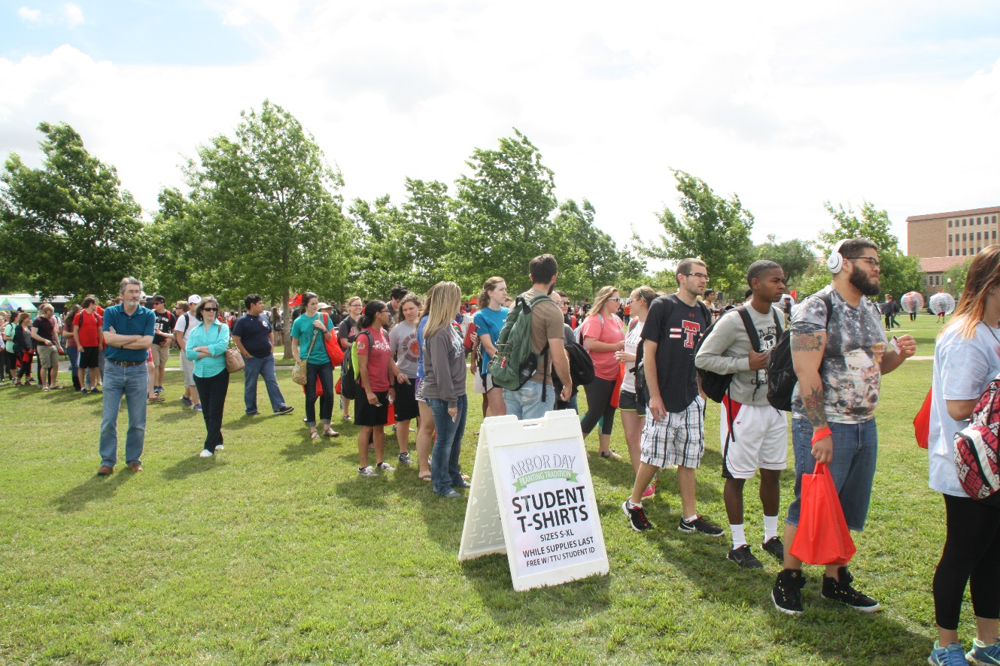 ARBOR DAY
PLANTING TRADITION
STUDENT
T-SHIRTS
SIZES S-XL
WHILE SUPPLIES LAST
FREE W/ TTU STUDENT ID
T